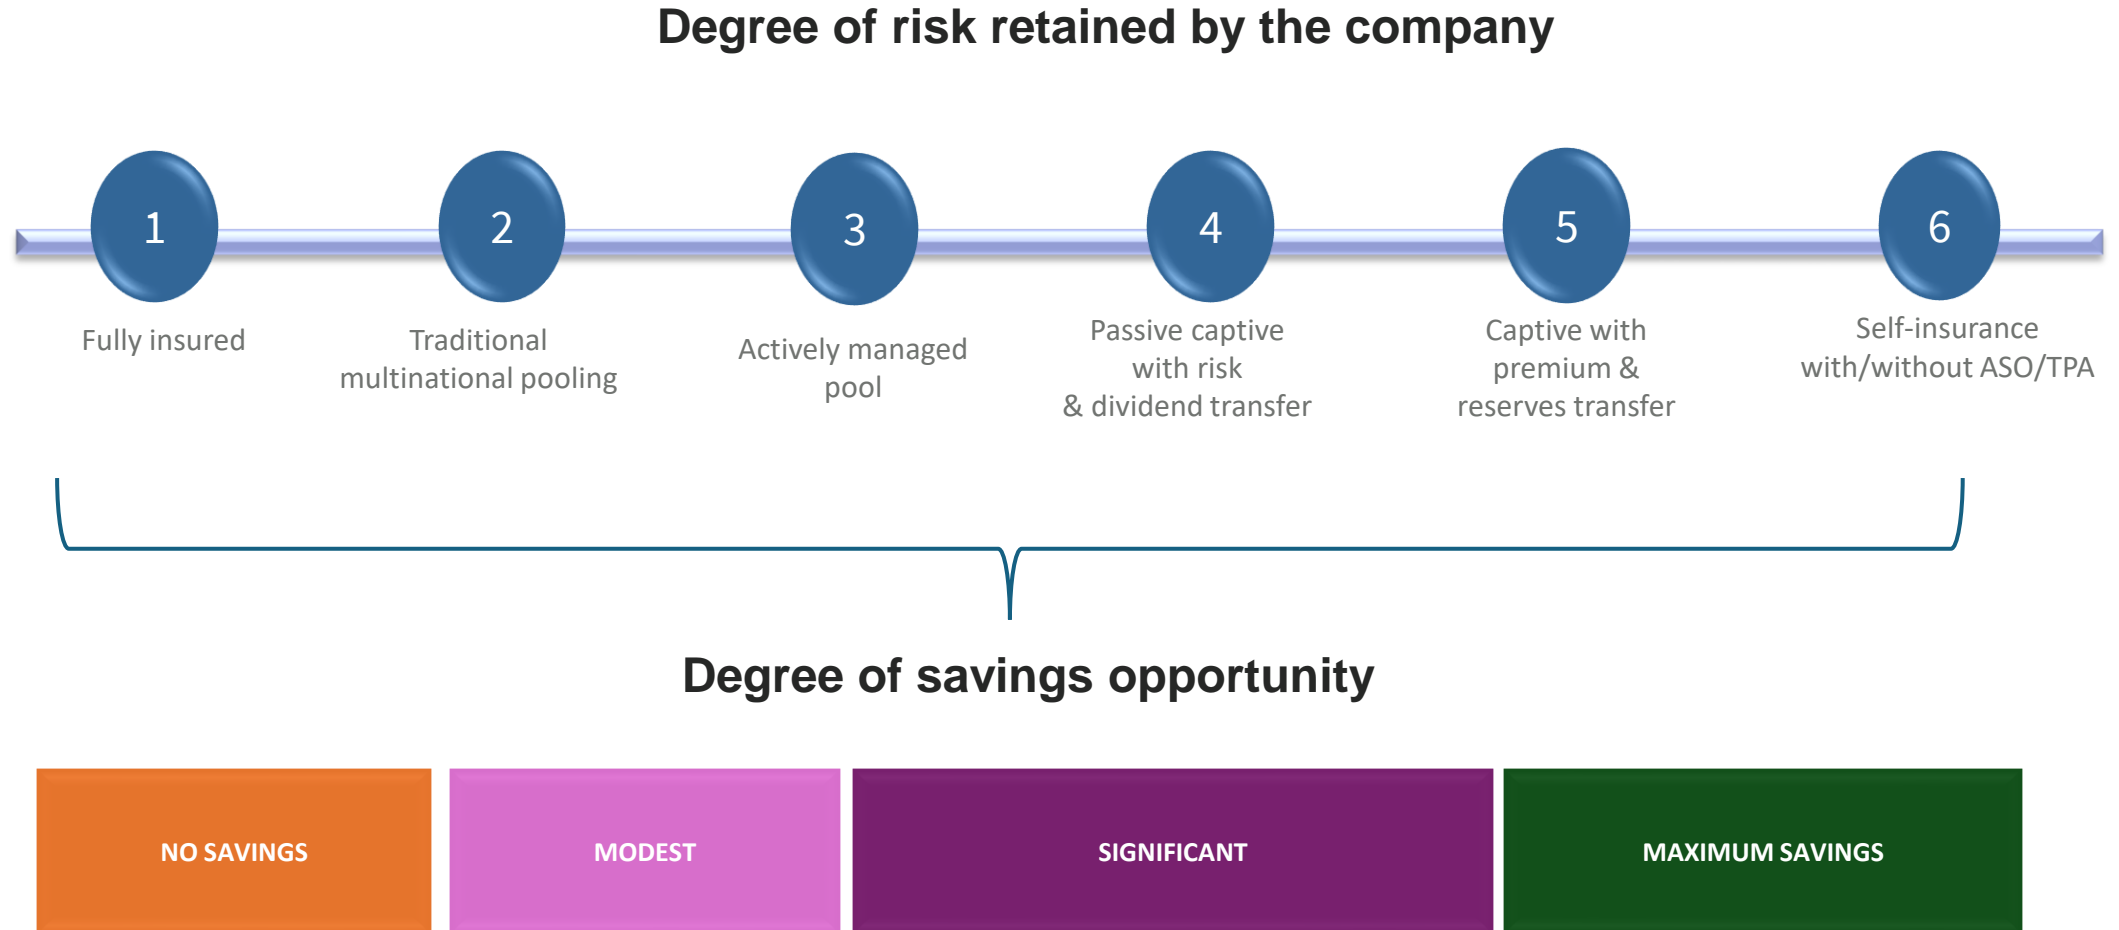 Degree of risk retained by the company
1
2
3
4
5
6
Fully insured
Traditional
multinational pooling
Actively managed
pool
Passive captive
with risk
& dividend transfer
Captive with
premium &
reserves transfer
Self-insurance
with/without ASO/TPA
Degree of savings opportunity
NO SAVINGS
MODEST
SIGNIFICANT
MAXIMUM SAVINGS